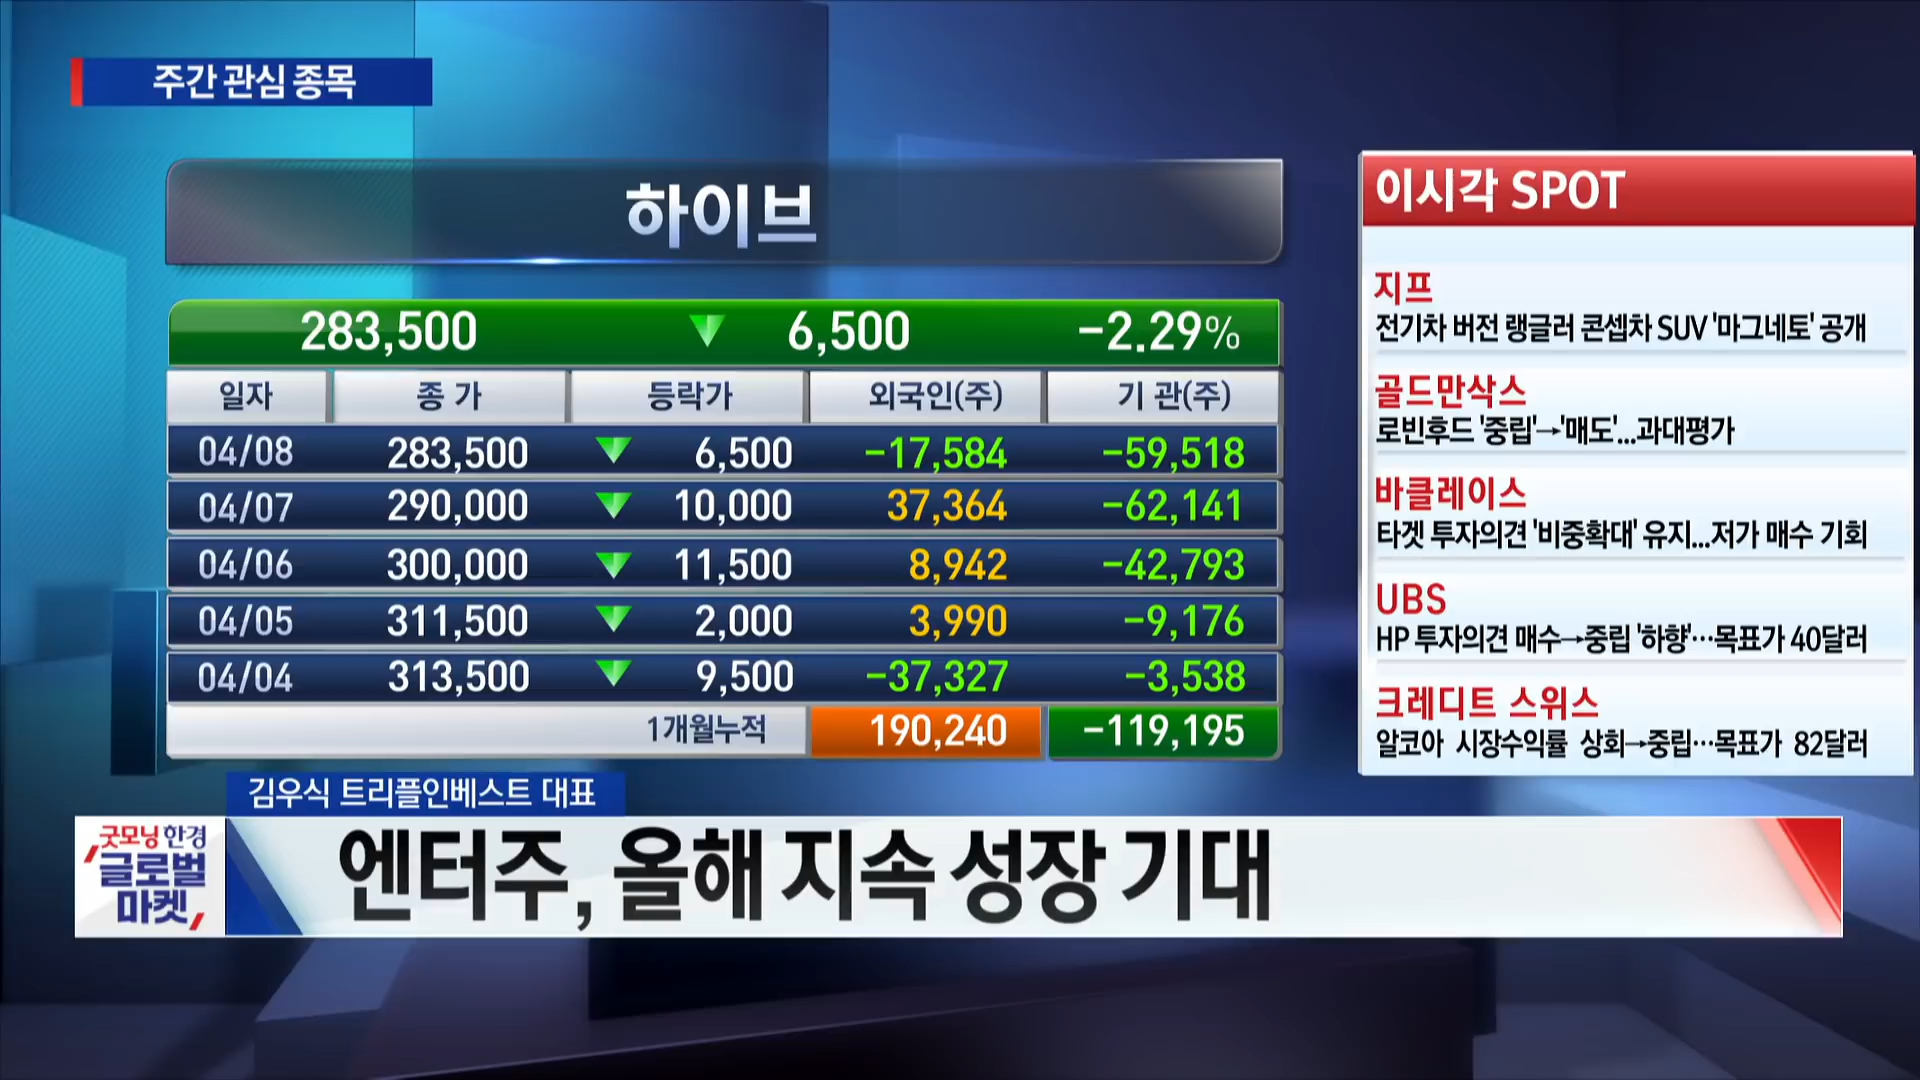 주간 관심 종목
하이브
283,500 ▼ 6,500 -2.29%
일자 종가 등락가 외국인(주) 기관(주)
04/08 283,500 ▼ 6,500 -17,584 -59,518
04/07 290,000 ▼ 10,000 37,364 -62,141
04/06 300,000 ▼ 11,500 8,942 -42,793
04/05 311,500 ▼ 2,000 3,990 -9,176
04/04 313,500 ▼ 9,500 -37,327 -3,538
1개월누적 190,240 -119,195
이시각 SPOT
지프
전기차 버전 랭글러 콘셉차 SUV '마그네토' 공개
골드만삭스
로빈후드 '중립'→'매도'...과대평가
바클레이스
타겟 투자의견 '비중확대' 유지...저가 매수 기회
UBS
HP 투자의견 매수→중립 '하향'…목표가 40달러
크레디트 스위스
알코아 시장수익률 상회→중립…목표가 82달러
김우식 트리플인베스트 대표
굿모닝 한경
글로벌
마켓
엔터주, 올해 지속 성장 기대